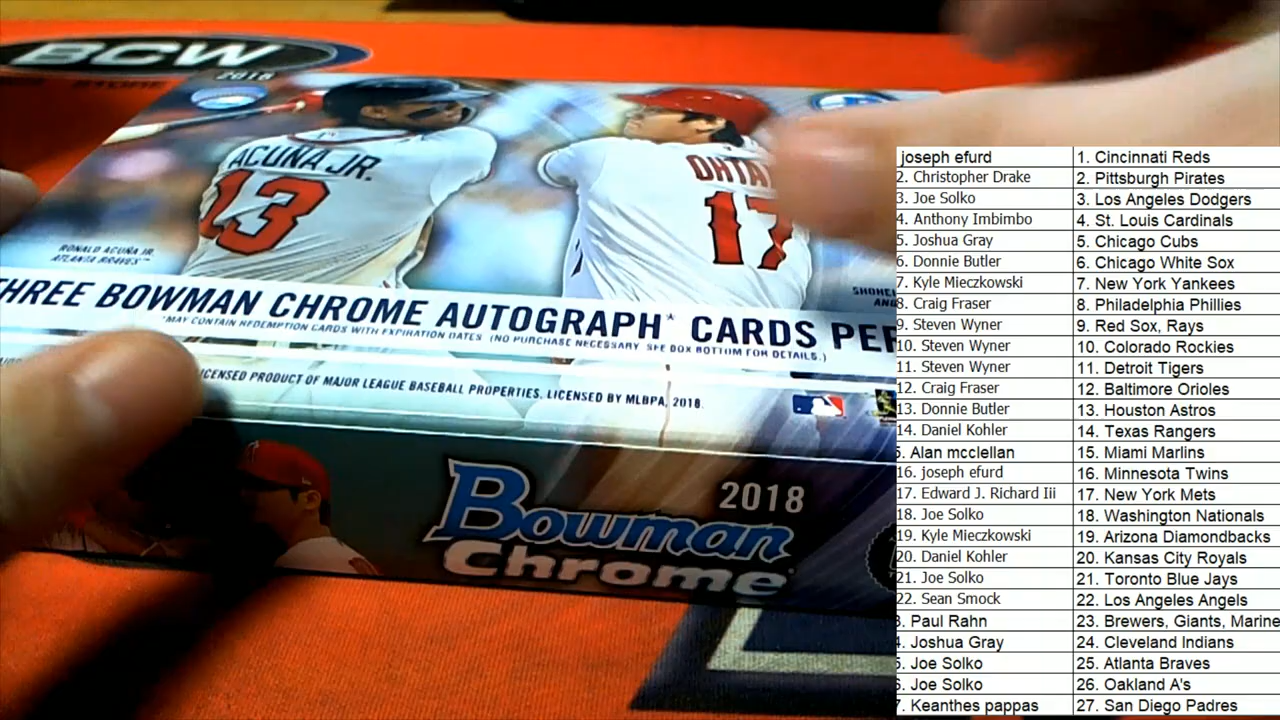 BCW
STORE
2018
ACUÑA JR.
13
OHTA
17
RONALD ACUÑA JR.
ATLANTA BRAVES™
SHOHEI
THREE BOWMAN CHROME AUTOGRAPH* CARDS PER
*MAY CONTAIN REDEMPTION CARDS WITH EXPIRATION DATES (NO PURCHASE NECESSARY. SEE BOX BOTTOM FOR DETAILS.)
LICENSED PRODUCT OF MAJOR LEAGUE BASEBALL PROPERTIES. LICENSED BY MLBPA, 2018.
2018
Bowman
Chrome
joseph efurd 1. Cincinnati Reds
2. Christopher Drake 2. Pittsburgh Pirates
3. Joe Solko 3. Los Angeles Dodgers
4. Anthony Imbimbo 4. St. Louis Cardinals
5. Joshua Gray 5. Chicago Cubs
6. Donnie Butler 6. Chicago White Sox
7. Kyle Mieczkowski 7. New York Yankees
8. Craig Fraser 8. Philadelphia Phillies
9. Steven Wyner 9. Red Sox, Rays
10. Steven Wyner 10. Colorado Rockies
11. Steven Wyner 11. Detroit Tigers
12. Craig Fraser 12. Baltimore Orioles
13. Donnie Butler 13. Houston Astros
14. Daniel Kohler 14. Texas Rangers
5. Alan mcclellan 15. Miami Marlins
16. joseph efurd 16. Minnesota Twins
17. Edward J. Richard Iii 17. New York Mets
18. Joe Solko 18. Washington Nationals
19. Kyle Mieczkowski 19. Arizona Diamondbacks
20. Daniel Kohler 20. Kansas City Royals
21. Joe Solko 21. Toronto Blue Jays
22. Sean Smock 22. Los Angeles Angels
3. Paul Rahn 23. Brewers, Giants, Marine
4. Joshua Gray 24. Cleveland Indians
5. Joe Solko 25. Atlanta Braves
6. Joe Solko 26. Oakland A's
7. Keanthes pappas 27. San Diego Padres